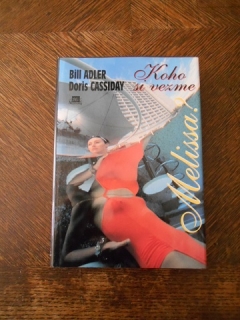 Bill ADLER
Doris CASSIDAY
Koho
si vezme
Melissa?